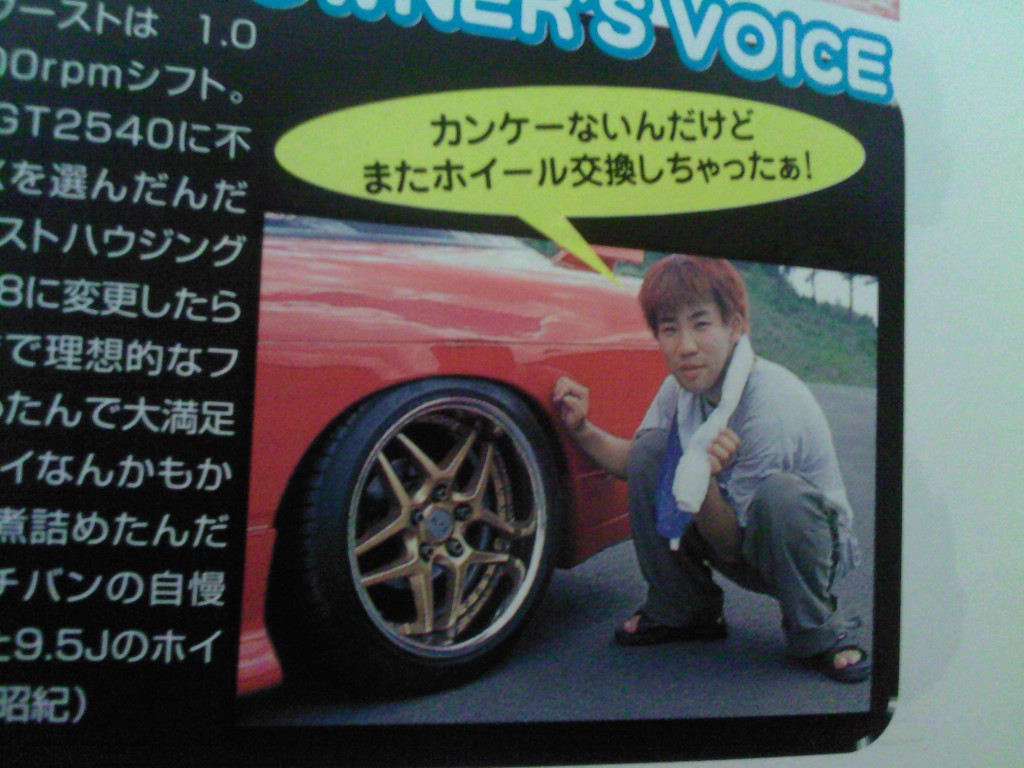 OWNER'S VOICE
ーストは 1.0
00rpmシフト。
GT2540に不
を選んだんだ
ストハウジング
8に変更したら
で理想的なフ
たんで大満足
イなんかもか
煮詰めたんだ
チバンの自慢
と9.5Jのホイ
昭紀)
カンケーないんだけど
またホイール交換しちゃったぁ!